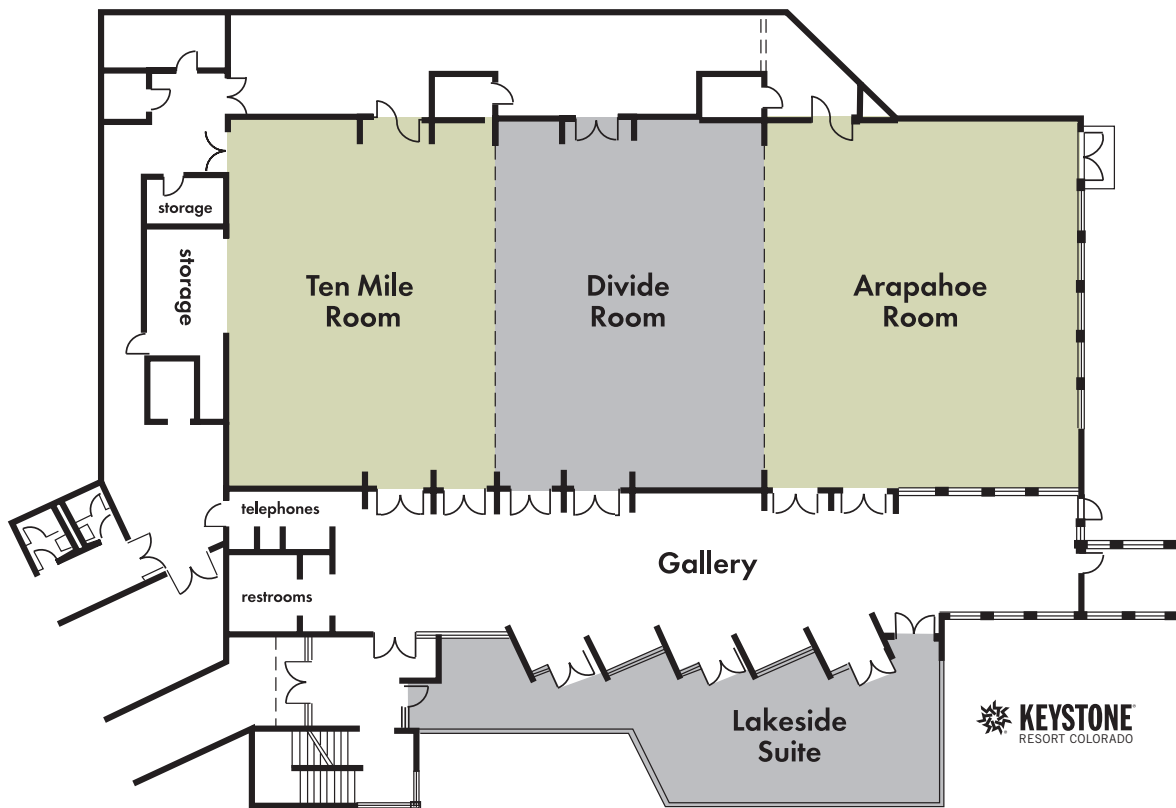 storage
storage
Ten Mile
Room
Divide
Room
Arapahoe
Room
telephones
Gallery
restrooms
Lakeside
Suite
KEYSTONE
RESORT COLORADO